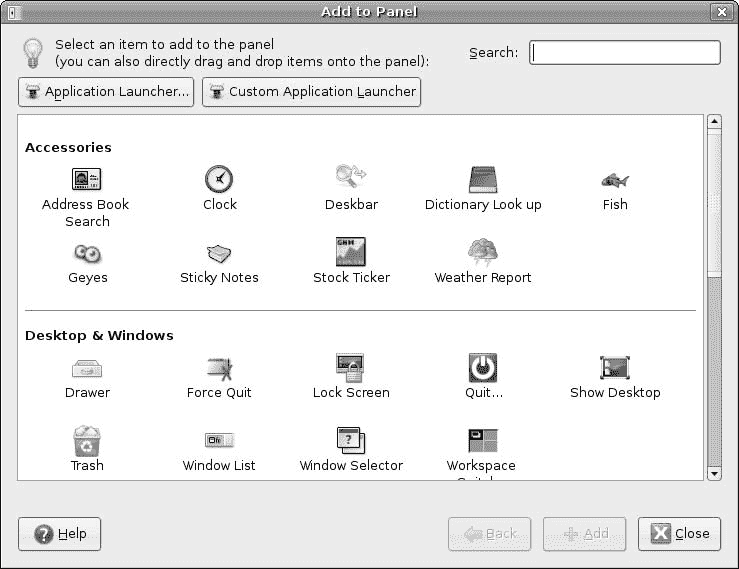 Add to Panel
Select an item to add to the panel
(you can also directly drag and drop items onto the panel):
Search:
Application Launcher...
Custom Application Launcher
Accessories
Address Book
Search
Clock
Deskbar
Dictionary Look up
Fish
Geyes
Sticky Notes
Stock Ticker
Weather Report
Desktop & Windows
Drawer
Force Quit
Lock Screen
Quit...
Show Desktop
Trash
Window List
Window Selector
Workspace
Help
Back
Add
Close